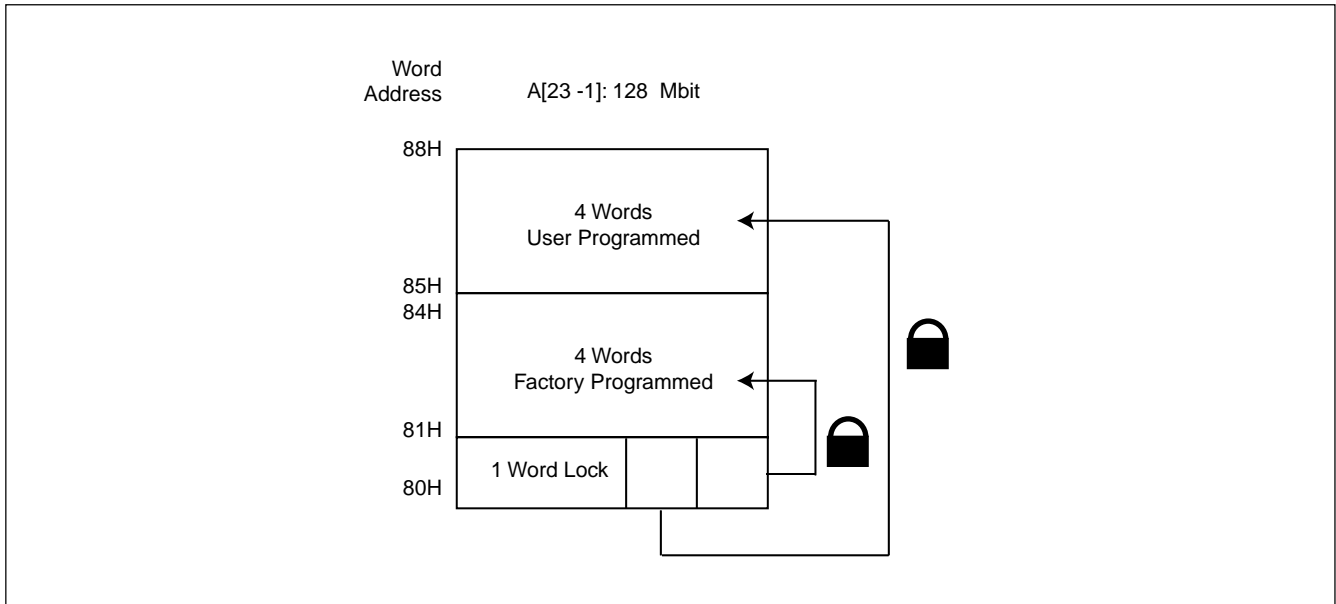 Word
Address
A[23 -1]: 128 Mbit
88H
4 Words
User Programmed
85H
84H
4 Words
Factory Programmed
81H
1 Word Lock
80H